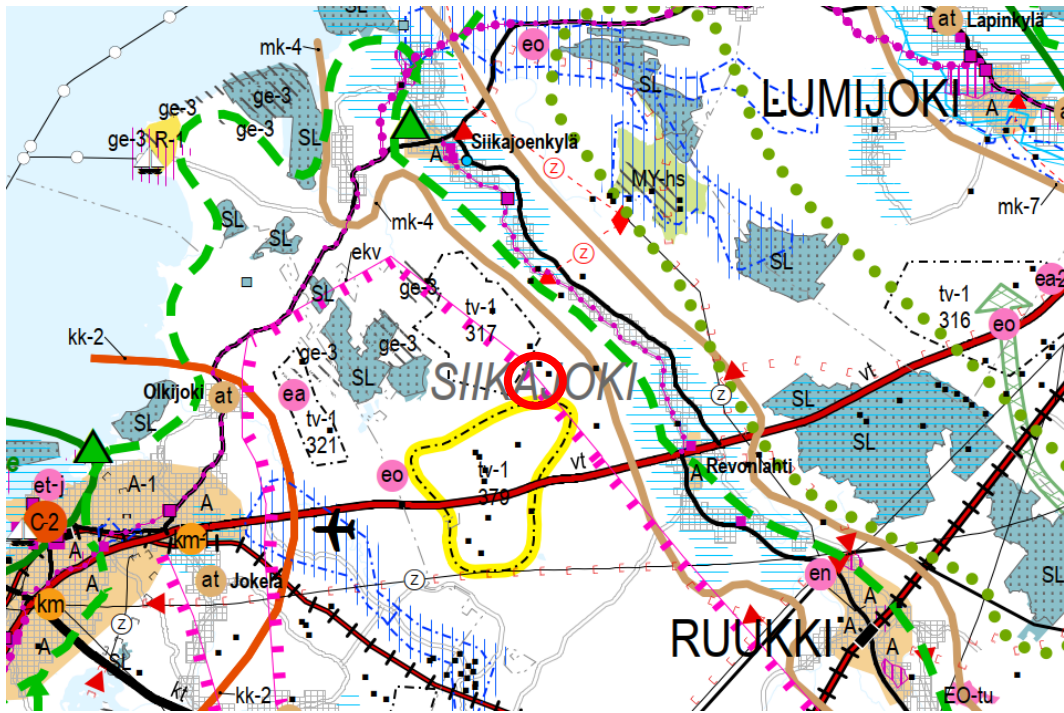 SL
SL
at
Lapinkylä
mk-4
eo
ge-3
ge-3
SL
LUMIJOKI
A
ge-3
ge-3
R-1
SL
Siikajoenkylä
A
z
MY-hs
mk-7
SL
mk-4
SL
SL
ekv
z
SL
ge-3
tv-1
317
ea-2
tv-1
316
eo
kk-2
SL
ge-3
ge-3
SL
SIIKAJOKI
vt
Olkijoki
at
ea
z
tv-1
321
SL
SL
eo
vt
Revonlahti
tv-1
379
A
et-j
A-1
A
C-2
km-1
A
A
at
Jokela
z
en
SL
km
A
z
A
SL
RUUKKI
A
A
kt
kk-2
EO-tu